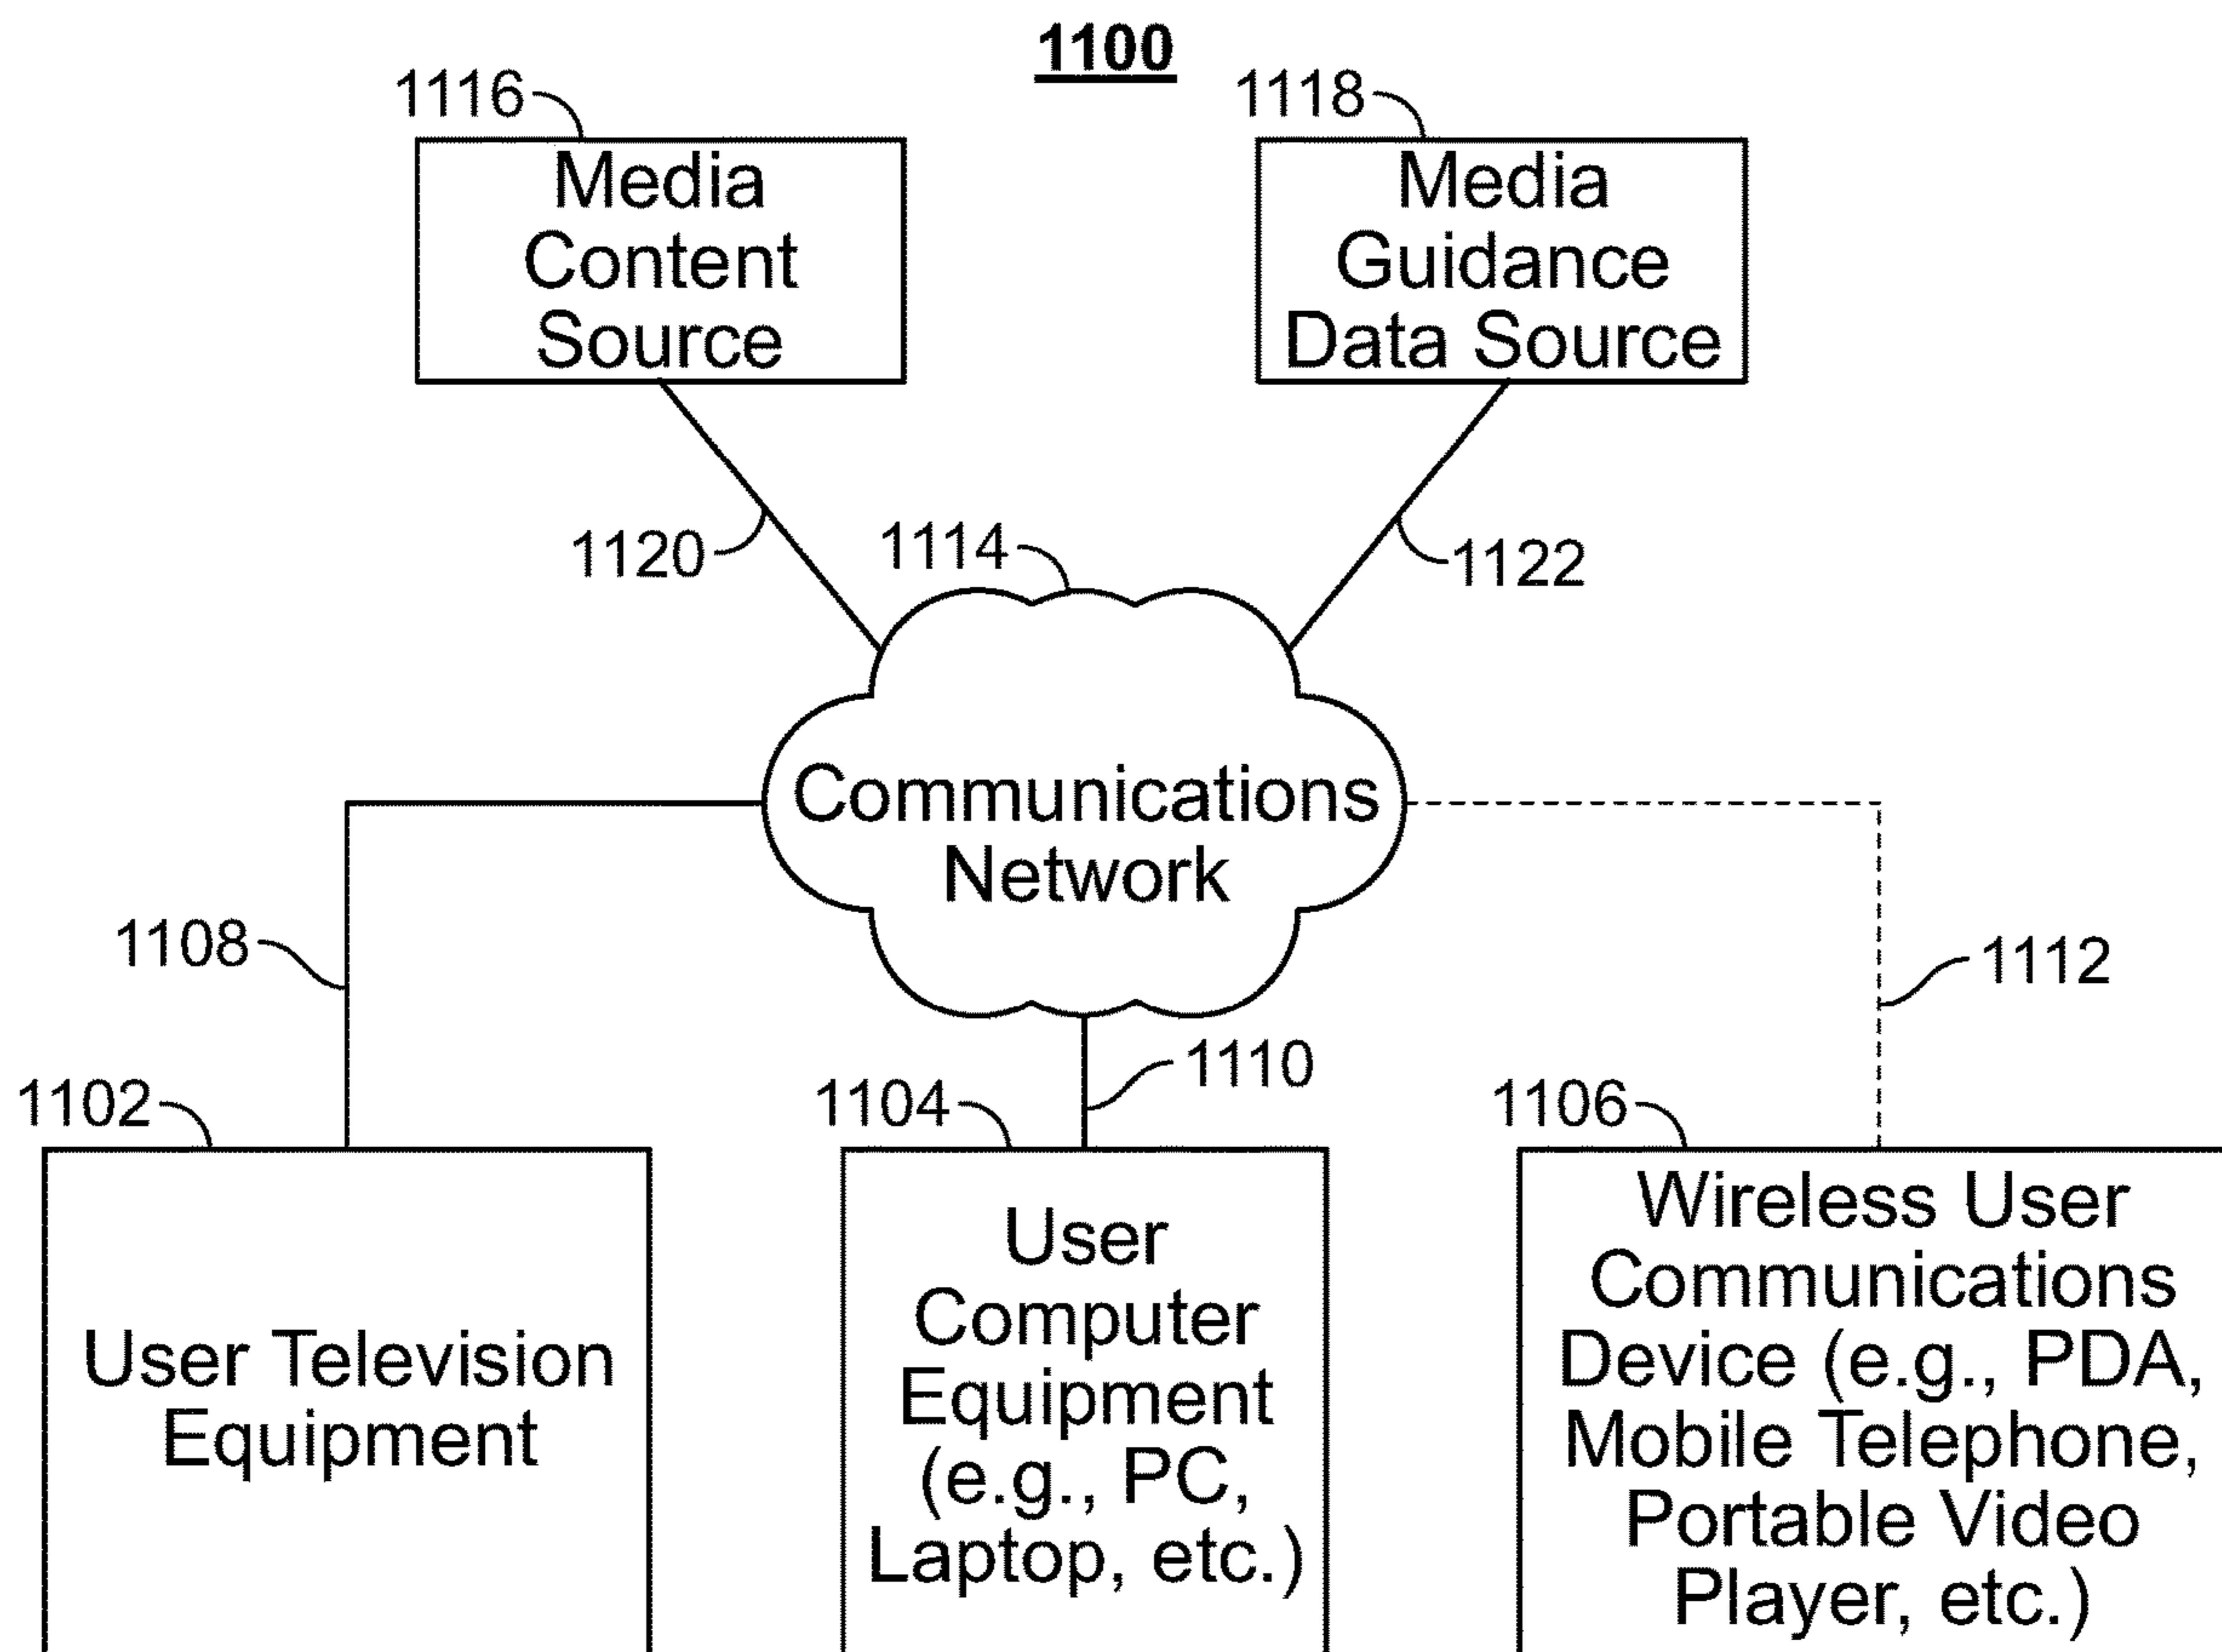 1100
1116
1118
Media
Content
Source
Media
Guidance
Data Source
1120
1114
1122
Communications
Network
1108
1112
1110
1102
1104
1106
User Television
Equipment
User
Computer
Equipment
(e.g., PC,
Laptop, etc.)
Wireless User
Communications
Device (e.g., PDA,
Mobile Telephone,
Portable Video
Player, etc.)